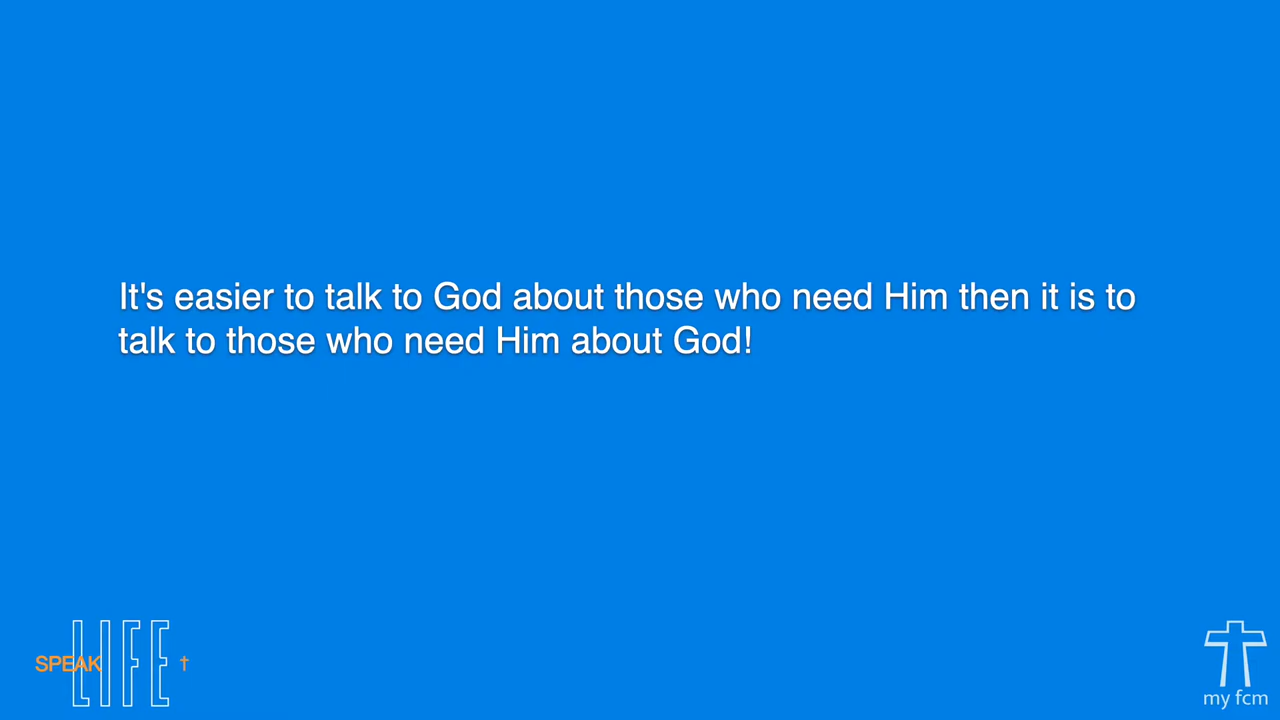 It's easier to talk to God about those who need Him then it is to
talk to those who need Him about God!
SPEAK LIFE †
my fcm